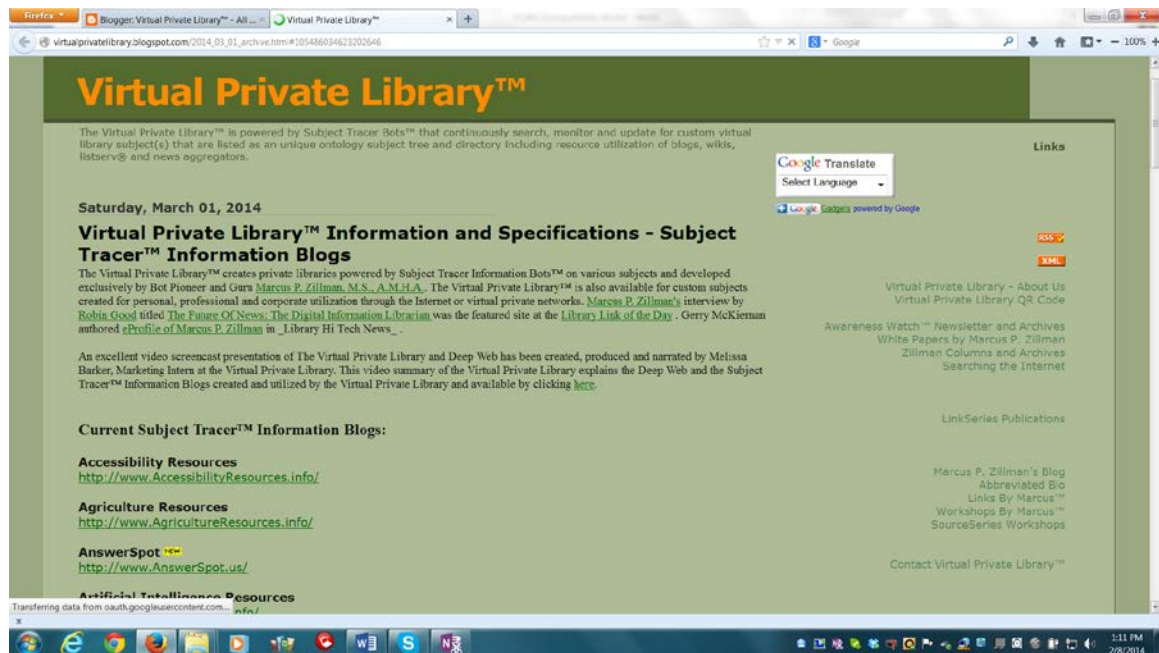 Firefox
Blogger: Virtual Private Library™ - All ...
Virtual Private Library™
virtualprivatelibrary.blogspot.com/2014_03_01_archive.html#105486034623202646
Google
100%
Virtual Private Library™
The Virtual Private Library™ is powered by Subject Tracer Bots™ that continuously search, monitor and update for custom virtual
library subject(s) that are listed as an unique ontology subject tree and directory including resource utilization of blogs, wikis,
listserv® and news aggregators.
Links
Google Translate
Select Language
Google Gadgets powered by Google
Saturday, March 01, 2014
Virtual Private Library™ Information and Specifications - Subject
Tracer™ Information Blogs
The Virtual Private Library™ creates private libraries powered by Subject Tracer Information Bots™ on various subjects and developed
exclusively by Bot Pioneer and Guru Marcus P. Zillman, M.S., A.M.H.A.. The Virtual Private Library™ is also available for custom subjects
created for personal, professional and corporate utilization through the Internet or virtual private networks. Marcus P. Zillman's interview by
Robin Good titled The Future Of News: The Digital Information Librarian was the featured site at the Library Link of the Day . Gerry McKiernan
authored eProfile of Marcus P. Zillman in _Library Hi Tech News_ .
An excellent video screencast presentation of The Virtual Private Library and Deep Web has been created, produced and narrated by Melissa
Barker, Marketing Intern at the Virtual Private Library. This video summary of the Virtual Private Library explains the Deep Web and the Subject
Tracer™ Information Blogs created and utilized by the Virtual Private Library and available by clicking here.
Current Subject Tracer™ Information Blogs:
Accessibility Resources
http://www.AccessibilityResources.info/
Agriculture Resources
http://www.AgricultureResources.info/
AnswerSpot NEW
http://www.AnswerSpot.us/
Artificial Intelligence Resources
RSS
XML
Virtual Private Library - About Us
Virtual Private Library QR Code
Awareness Watch™ Newsletter and Archives
White Papers by Marcus P. Zillman
Zillman Columns and Archives
Searching the Internet
LinkSeries Publications
Marcus P. Zillman's Blog
Abbreviated Bio
Links By Marcus™
Workshops By Marcus™
SourceSeries Workshops
Contact Virtual Private Library™
Transferring data from oauth.googleusercontent.com...
x
1:11 PM
2/8/2014